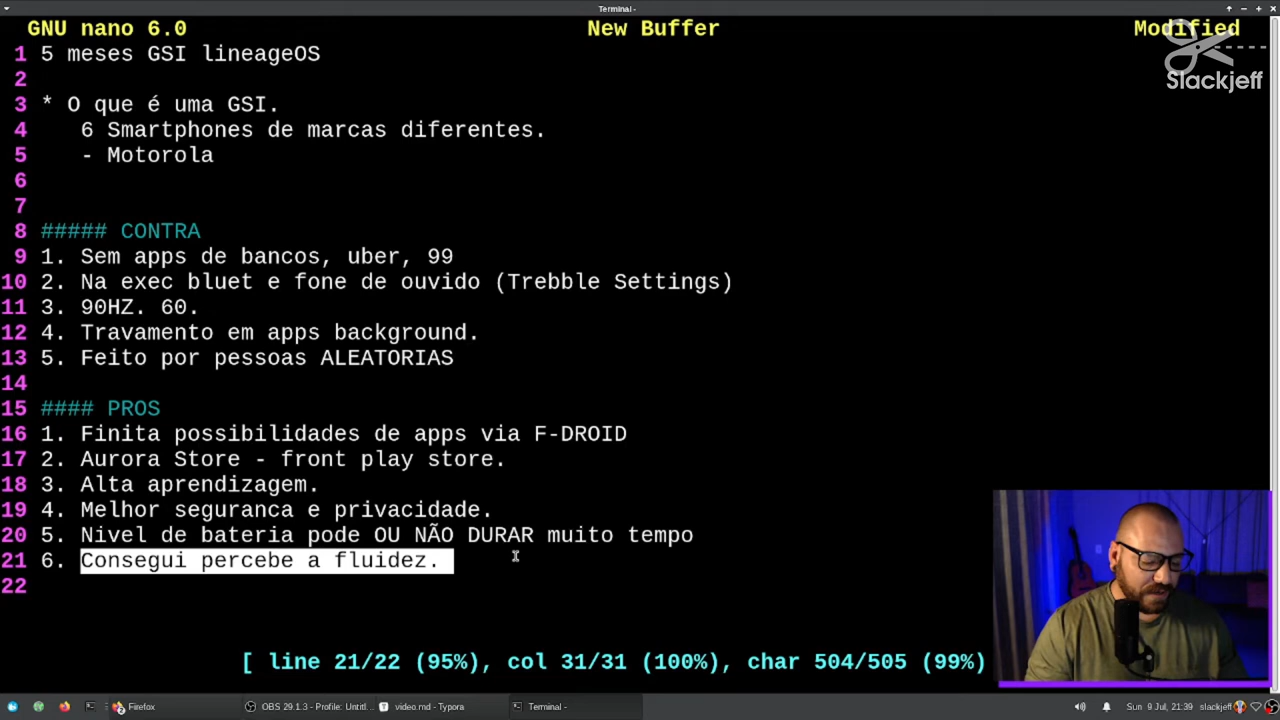 Terminal -
GNU nano 6.0 New Buffer Modified
Slackjeff
1 5 meses GSI lineageOS
2
3 * O que é uma GSI.
4 6 Smartphones de marcas diferentes.
5 - Motorola
6
7
8 ##### CONTRA
9 1. Sem apps de bancos, uber, 99
10 2. Na exec bluet e fone de ouvido (Trebble Settings)
11 3. 90HZ. 60.
12 4. Travamento em apps background.
13 5. Feito por pessoas ALEATORIAS
14
15 #### PROS
16 1. Finita possibilidades de apps via F-DROID
17 2. Aurora Store - front play store.
18 3. Alta aprendizagem.
19 4. Melhor seguranca e privacidade.
20 5. Nivel de bateria pode OU NÃO DURAR muito tempo
21 6. Consegui percebe a fluidez.
22
[ line 21/22 (95%), col 31/31 (100%), char 504/505 (99%)
Firefox OBS 29.1.3 - Profile: Untitl... video.md - Typora Terminal - Sun 9 Jul, 21:39 slackjeff